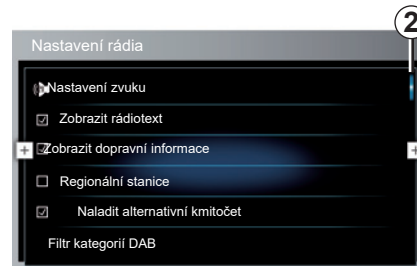 2
Nastavení rádia
Nastavení zvuku
Zobrazit rádiotext
Zobrazit dopravní informace
Regionální stanice
Naladit alternativní kmitočet
Filtr kategorií DAB